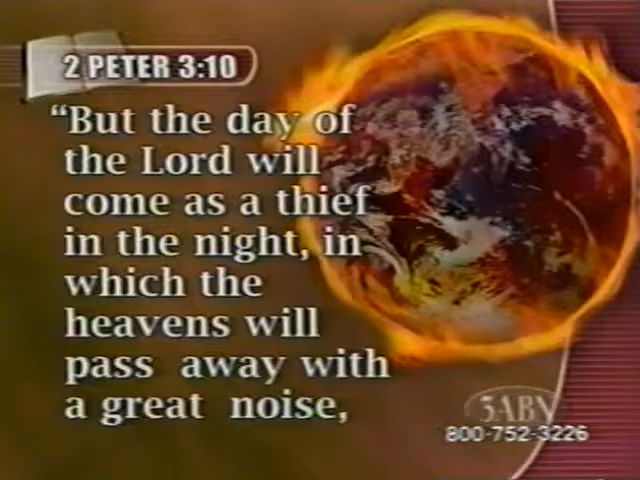 2 PETER 3:10
“But the day of
the Lord will
come as a thief
in the night, in
which the
heavens will
pass away with
a great noise,
3ABN
800-752-3226